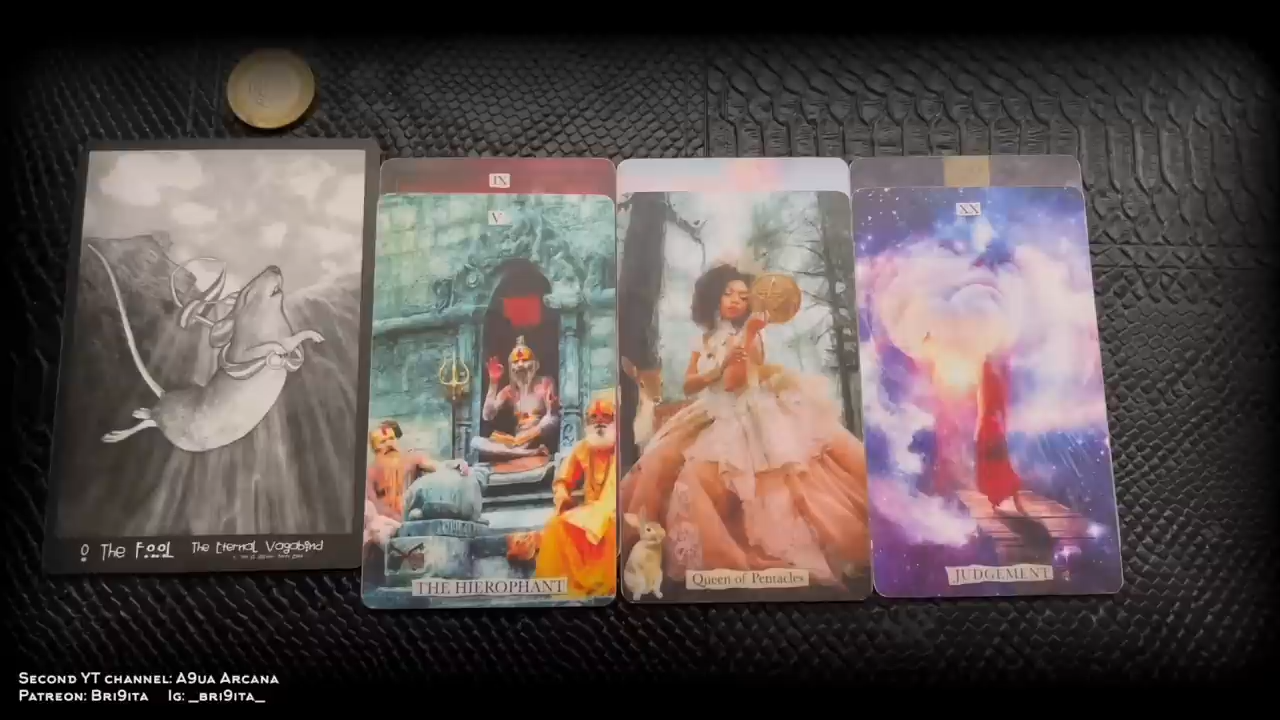 IX
V
XX
0 The Fool The Eternal Vagabond
THE HIEROPHANT
Queen of Pentacles
JUDGEMENT
Second YT channel: A9ua Arcana
Patreon: Bri9ita Ig: _bri9ita_